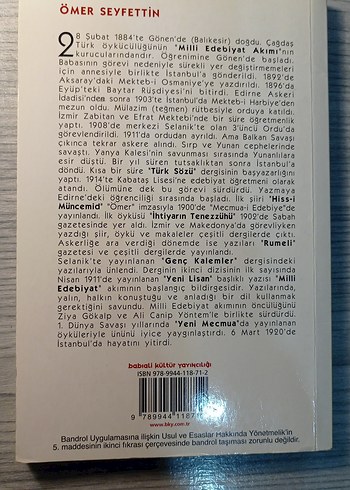 ÖMER SEYFETTİN
28 Şubat 1884'te Gönen'de (Balıkesir) doğdu. Çağdaş
Türk öykücülüğünün "Milli Edebiyat Akımı"nın
kurucularındandır. Öğrenimine Gönen'de başladı.
Babasının görevi nedeniyle sürekli yer değiştirmemeleri
için annesiyle birlikte İstanbul'a gönderildi. 1892'de
Aksaray'daki Mekteb-i Osmaniye'ye yazdırıldı. 1896'da
Eyüp'teki Baytar Rüşdiyesi'ni bitirdi. Edirne Askeri
İdadisi'nden sonra 1903'te İstanbul'da Mekteb-i Harbiye'den
mezun oldu. Mülazim (teğmen) rütbesiyle orduya katıldı.
İzmir Zabitan ve Efrat Mektebi'nde bir süre öğretmenlik
yaptı. 1908'de merkezi Selanik'te olan 3'üncü Ordu'da
görevlendirildi. 1911'de ordudan ayrıldı. Ama Balkan Savaşı
çıkınca tekrar askere alındı. Sırp ve Yunan cephelerinde
savaştı. Yanya Kalesi'nin savunması sırasında Yunanlılara
esir düştü. Bir yıl süren tutsaklıktan sonra İstanbul'a
döndü. Kısa bir süre "Türk Sözü" dergisinin başyazarlığını
yaptı. 1914'te Kabataş Lisesi'ne edebiyat öğretmeni olarak
atandı. Ölümüne dek bu görevi sürdürdü. Yazmaya
Edirne'deki öğrenciliği sırasında başladı. İlk şiiri "Hiss-i
Müncemid" "Ömer" imzasıyla 1900'de "Mecmua-i Edebiye"de
yayınlandı. İlk öyküsü "İhtiyarın Tenezzühü" 1902'de Sabah
gazetesinde yer aldı. İzmir ve Makedonya'da görevliyken
yazdığı şiir, öykü ve makaleler çeşitli dergilerde çıktı.
Askerliğe ara verdiği dönemde ise yazıları "Rumeli"
gazetesi ve çeşitli dergilerde yayınlandı.
Selanik'te yayınlanan "Genç Kalemler" dergisindeki
yazılarıyla ünlendi. Derginin ikinci dizisinin ilk sayısında
Nisan 1911'de yayınlanan "Yeni Lisan" başlıklı yazısı "Milli
Edebiyat" akımının başlangıç bildirgesidir. Yazılarında,
yalın, halkın konuştuğu ve anladığı bir dil kullanmak
gerektiğini savundu. Milli Edebiyat akımının öncülüğünü
Ziya Gökalp ve Ali Canip Yöntem'le birlikte sürdürdü.
1. Dünya Savaşı yıllarında "Yeni Mecmua"da yayınlanan
öyküleriyle ününü iyice yaygınlaştırdı. 6 Mart 1920'de
İstanbul'da hayatını yitirdi.
babıali kültür yayıncılığı
ISBN 978-9944-118-71-2
9 789944 118712
www.bky.com.tr
Bandrol Uygulamasına ilişkin Usul ve Esaslar Hakkında Yönetmelik'in
5. maddesinin ikinci fıkrası çerçevesinde bandrol taşıması zorunlu değildir.